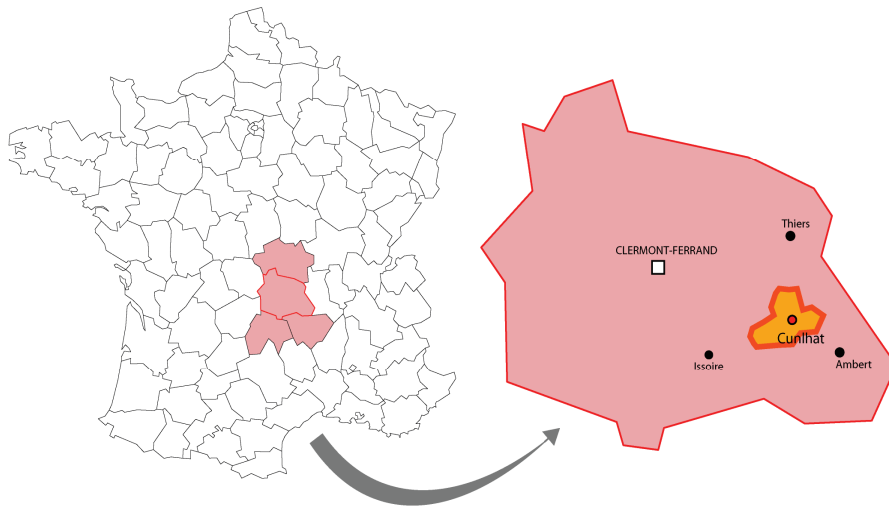 Thiers
CLERMONT-FERRAND
Cunlhat
Issoire
Ambert